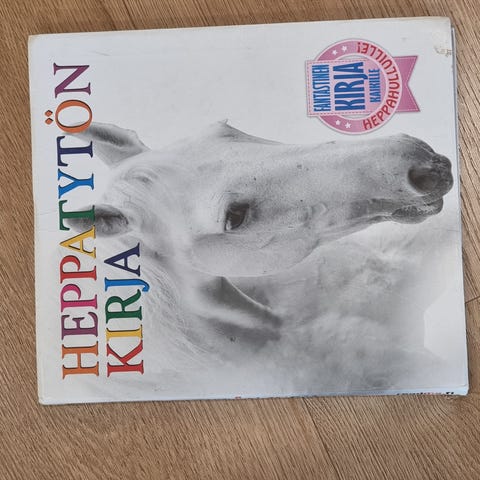 HEPPATYTÖN
KIRJA
FANTASTINEN
KIRJA
KAIKILLE
HEPPAHULLUILLE!